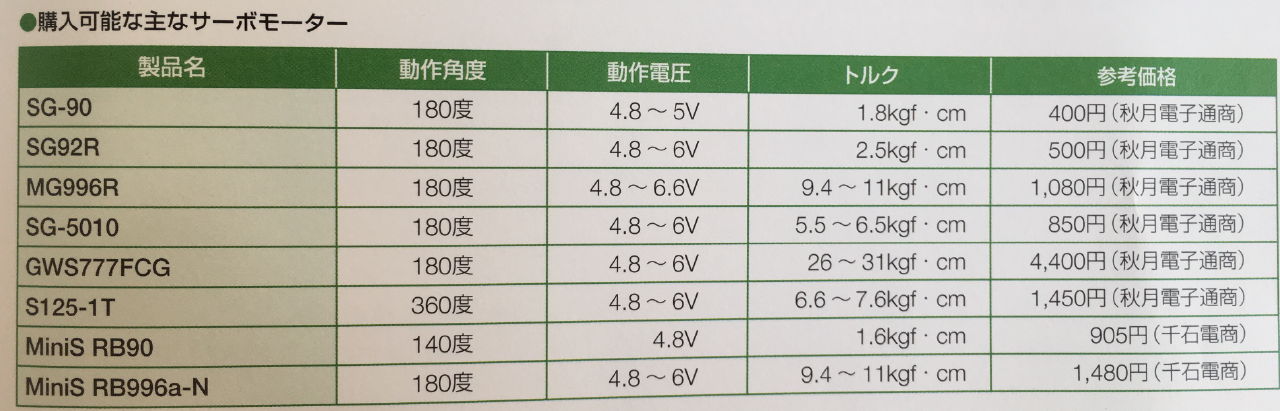 ●購入可能な主なサーボモーター
製品名 動作角度 動作電圧 トルク 参考価格
SG-90 180度 4.8～5V 1.8kgf・cm 400円（秋月電子通商）
SG92R 180度 4.8～6V 2.5kgf・cm 500円（秋月電子通商）
MG996R 180度 4.8～6.6V 9.4～11kgf・cm 1,080円（秋月電子通商）
SG-5010 180度 4.8～6V 5.5～6.5kgf・cm 850円（秋月電子通商）
GWS777FCG 180度 4.8～6V 26～31kgf・cm 4,400円（秋月電子通商）
S125-1T 360度 4.8～6V 6.6～7.6kgf・cm 1,450円（秋月電子通商）
MiniS RB90 140度 4.8V 1.6kgf・cm 905円（千石電商）
MiniS RB996a-N 180度 4.8～6V 9.4～11kgf・cm 1,480円（千石電商）